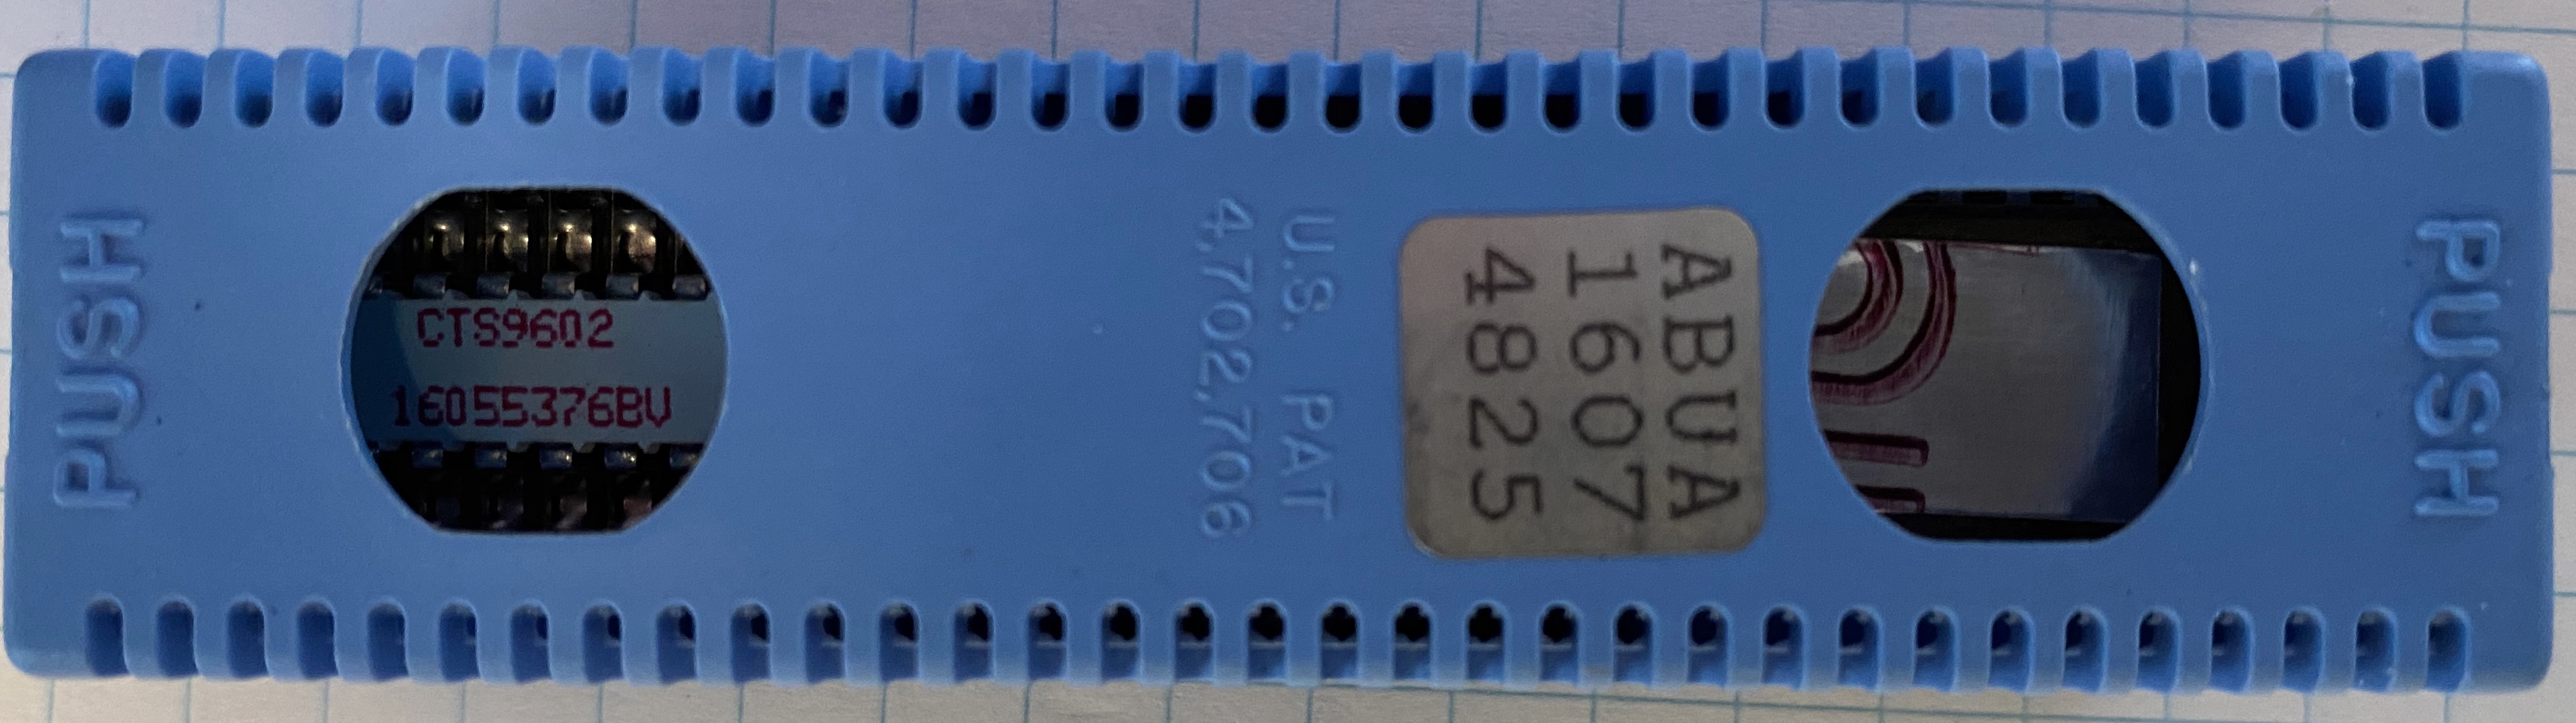 PUSH
CTS9602
16055376BV
U.S. PAT
4,702,706
ABUA
1607
4825
PUSH